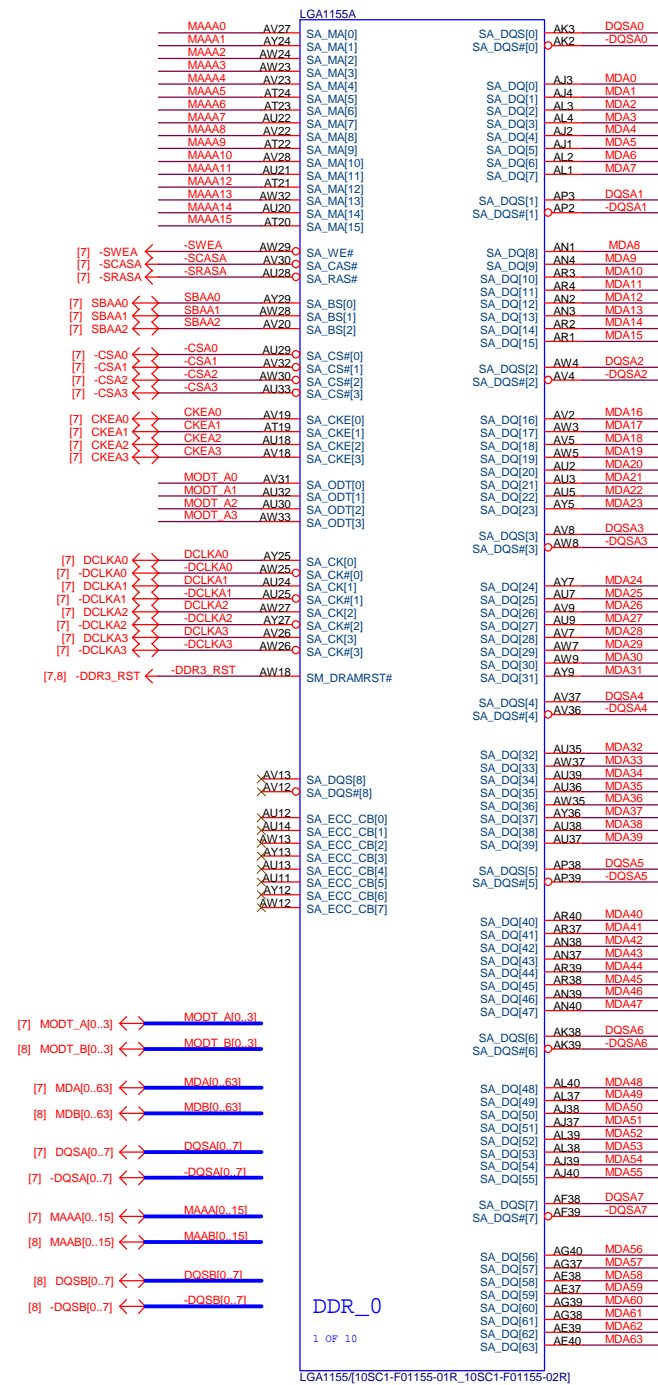 LGA1155A
MAAA0 AV27 SA_MA[0]
MAAA1 AY24 SA_MA[1]
MAAA2 AW24 SA_MA[2]
MAAA3 AW23 SA_MA[3]
MAAA4 AV23 SA_MA[4]
MAAA5 AT24 SA_MA[5]
MAAA6 AT23 SA_MA[6]
MAAA7 AU22 SA_MA[7]
MAAA8 AV22 SA_MA[8]
MAAA9 AT22 SA_MA[9]
MAAA10 AV28 SA_MA[10]
MAAA11 AU21 SA_MA[11]
MAAA12 AT21 SA_MA[12]
MAAA13 AW32 SA_MA[13]
MAAA14 AU20 SA_MA[14]
MAAA15 AT20 SA_MA[15]
[7] -SWEA -SWEA AW29 SA_WE#
[7] -SCASA -SCASA AV30 SA_CAS#
[7] -SRASA -SRASA AU28 SA_RAS#
[7] SBAA0 SBAA0 AY29 SA_BS[0]
[7] SBAA1 SBAA1 AW28 SA_BS[1]
[7] SBAA2 SBAA2 AV20 SA_BS[2]
[7] -CSA0 -CSA0 AU29 SA_CS#[0]
[7] -CSA1 -CSA1 AV32 SA_CS#[1]
[7] -CSA2 -CSA2 AW30 SA_CS#[2]
[7] -CSA3 -CSA3 AU33 SA_CS#[3]
[7] CKEA0 CKEA0 AV19 SA_CKE[0]
[7] CKEA1 CKEA1 AT19 SA_CKE[1]
[7] CKEA2 CKEA2 AU18 SA_CKE[2]
[7] CKEA3 CKEA3 AV18 SA_CKE[3]
MODT_A0 AV31 SA_ODT[0]
MODT_A1 AU32 SA_ODT[1]
MODT_A2 AU30 SA_ODT[2]
MODT_A3 AW33 SA_ODT[3]
[7] DCLKA0 DCLKA0 AY25 SA_CK[0]
[7] -DCLKA0 -DCLKA0 AW25 SA_CK#[0]
[7] DCLKA1 DCLKA1 AU24 SA_CK[1]
[7] -DCLKA1 -DCLKA1 AU25 SA_CK#[1]
[7] DCLKA2 DCLKA2 AW27 SA_CK[2]
[7] -DCLKA2 -DCLKA2 AY27 SA_CK#[2]
[7] DCLKA3 DCLKA3 AV26 SA_CK[3]
[7] -DCLKA3 -DCLKA3 AW26 SA_CK#[3]
[7,8] -DDR3_RST -DDR3_RST AW18 SM_DRAMRST#
AV13 SA_DQS[8]
AV12 SA_DQS#[8]
AU12 SA_ECC_CB[0]
AU14 SA_ECC_CB[1]
AW13 SA_ECC_CB[2]
AY13 SA_ECC_CB[3]
AU13 SA_ECC_CB[4]
AU11 SA_ECC_CB[5]
AY12 SA_ECC_CB[6]
AW12 SA_ECC_CB[7]
[7] MODT_A[0..3] MODT_A[0..3]
[8] MODT_B[0..3] MODT_B[0..3]
[7] MDA[0..63] MDA[0..63]
[8] MDB[0..63] MDB[0..63]
[7] DQSA[0..7] DQSA[0..7]
[7] -DQSA[0..7] -DQSA[0..7]
[7] MAAA[0..15] MAAA[0..15]
[8] MAAB[0..15] MAAB[0..15]
[8] DQSB[0..7] DQSB[0..7]
[8] -DQSB[0..7] -DQSB[0..7]
SA_DQS[0] AK3 DQSA0
SA_DQS#[0] AK2 -DQSA0
SA_DQ[0] AJ3 MDA0
SA_DQ[1] AJ4 MDA1
SA_DQ[2] AL3 MDA2
SA_DQ[3] AL4 MDA3
SA_DQ[4] AJ2 MDA4
SA_DQ[5] AJ1 MDA5
SA_DQ[6] AL2 MDA6
SA_DQ[7] AL1 MDA7
SA_DQS[1] AP3 DQSA1
SA_DQS#[1] AP2 -DQSA1
SA_DQ[8] AN1 MDA8
SA_DQ[9] AN4 MDA9
SA_DQ[10] AR3 MDA10
SA_DQ[11] AR4 MDA11
SA_DQ[12] AN2 MDA12
SA_DQ[13] AN3 MDA13
SA_DQ[14] AR2 MDA14
SA_DQ[15] AR1 MDA15
SA_DQS[2] AW4 DQSA2
SA_DQS#[2] AV4 -DQSA2
SA_DQ[16] AV2 MDA16
SA_DQ[17] AW3 MDA17
SA_DQ[18] AV5 MDA18
SA_DQ[19] AW5 MDA19
SA_DQ[20] AU2 MDA20
SA_DQ[21] AU3 MDA21
SA_DQ[22] AU5 MDA22
SA_DQ[23] AY5 MDA23
SA_DQS[3] AV8 DQSA3
SA_DQS#[3] AW8 -DQSA3
SA_DQ[24] AY7 MDA24
SA_DQ[25] AU7 MDA25
SA_DQ[26] AV9 MDA26
SA_DQ[27] AU9 MDA27
SA_DQ[28] AV7 MDA28
SA_DQ[29] AW7 MDA29
SA_DQ[30] AW9 MDA30
SA_DQ[31] AY9 MDA31
SA_DQS[4] AV37 DQSA4
SA_DQS#[4] AV36 -DQSA4
SA_DQ[32] AU35 MDA32
SA_DQ[33] AW37 MDA33
SA_DQ[34] AU39 MDA34
SA_DQ[35] AU36 MDA35
SA_DQ[36] AW35 MDA36
SA_DQ[37] AY36 MDA37
SA_DQ[38] AU38 MDA38
SA_DQ[39] AU37 MDA39
SA_DQS[5] AP38 DQSA5
SA_DQS#[5] AP39 -DQSA5
SA_DQ[40] AR40 MDA40
SA_DQ[41] AR37 MDA41
SA_DQ[42] AN38 MDA42
SA_DQ[43] AN37 MDA43
SA_DQ[44] AR39 MDA44
SA_DQ[45] AR38 MDA45
SA_DQ[46] AN39 MDA46
SA_DQ[47] AN40 MDA47
SA_DQS[6] AK38 DQSA6
SA_DQS#[6] AK39 -DQSA6
SA_DQ[48] AL40 MDA48
SA_DQ[49] AL37 MDA49
SA_DQ[50] AJ38 MDA50
SA_DQ[51] AJ37 MDA51
SA_DQ[52] AL39 MDA52
SA_DQ[53] AL38 MDA53
SA_DQ[54] AJ39 MDA54
SA_DQ[55] AJ40 MDA55
SA_DQS[7] AF38 DQSA7
SA_DQS#[7] AF39 -DQSA7
SA_DQ[56] AG40 MDA56
SA_DQ[57] AG37 MDA57
SA_DQ[58] AE38 MDA58
SA_DQ[59] AE37 MDA59
SA_DQ[60] AG39 MDA60
SA_DQ[61] AG38 MDA61
SA_DQ[62] AE39 MDA62
SA_DQ[63] AE40 MDA63
DDR_0
1 OF 10
LGA1155/[10SC1-F01155-01R_10SC1-F01155-02R]